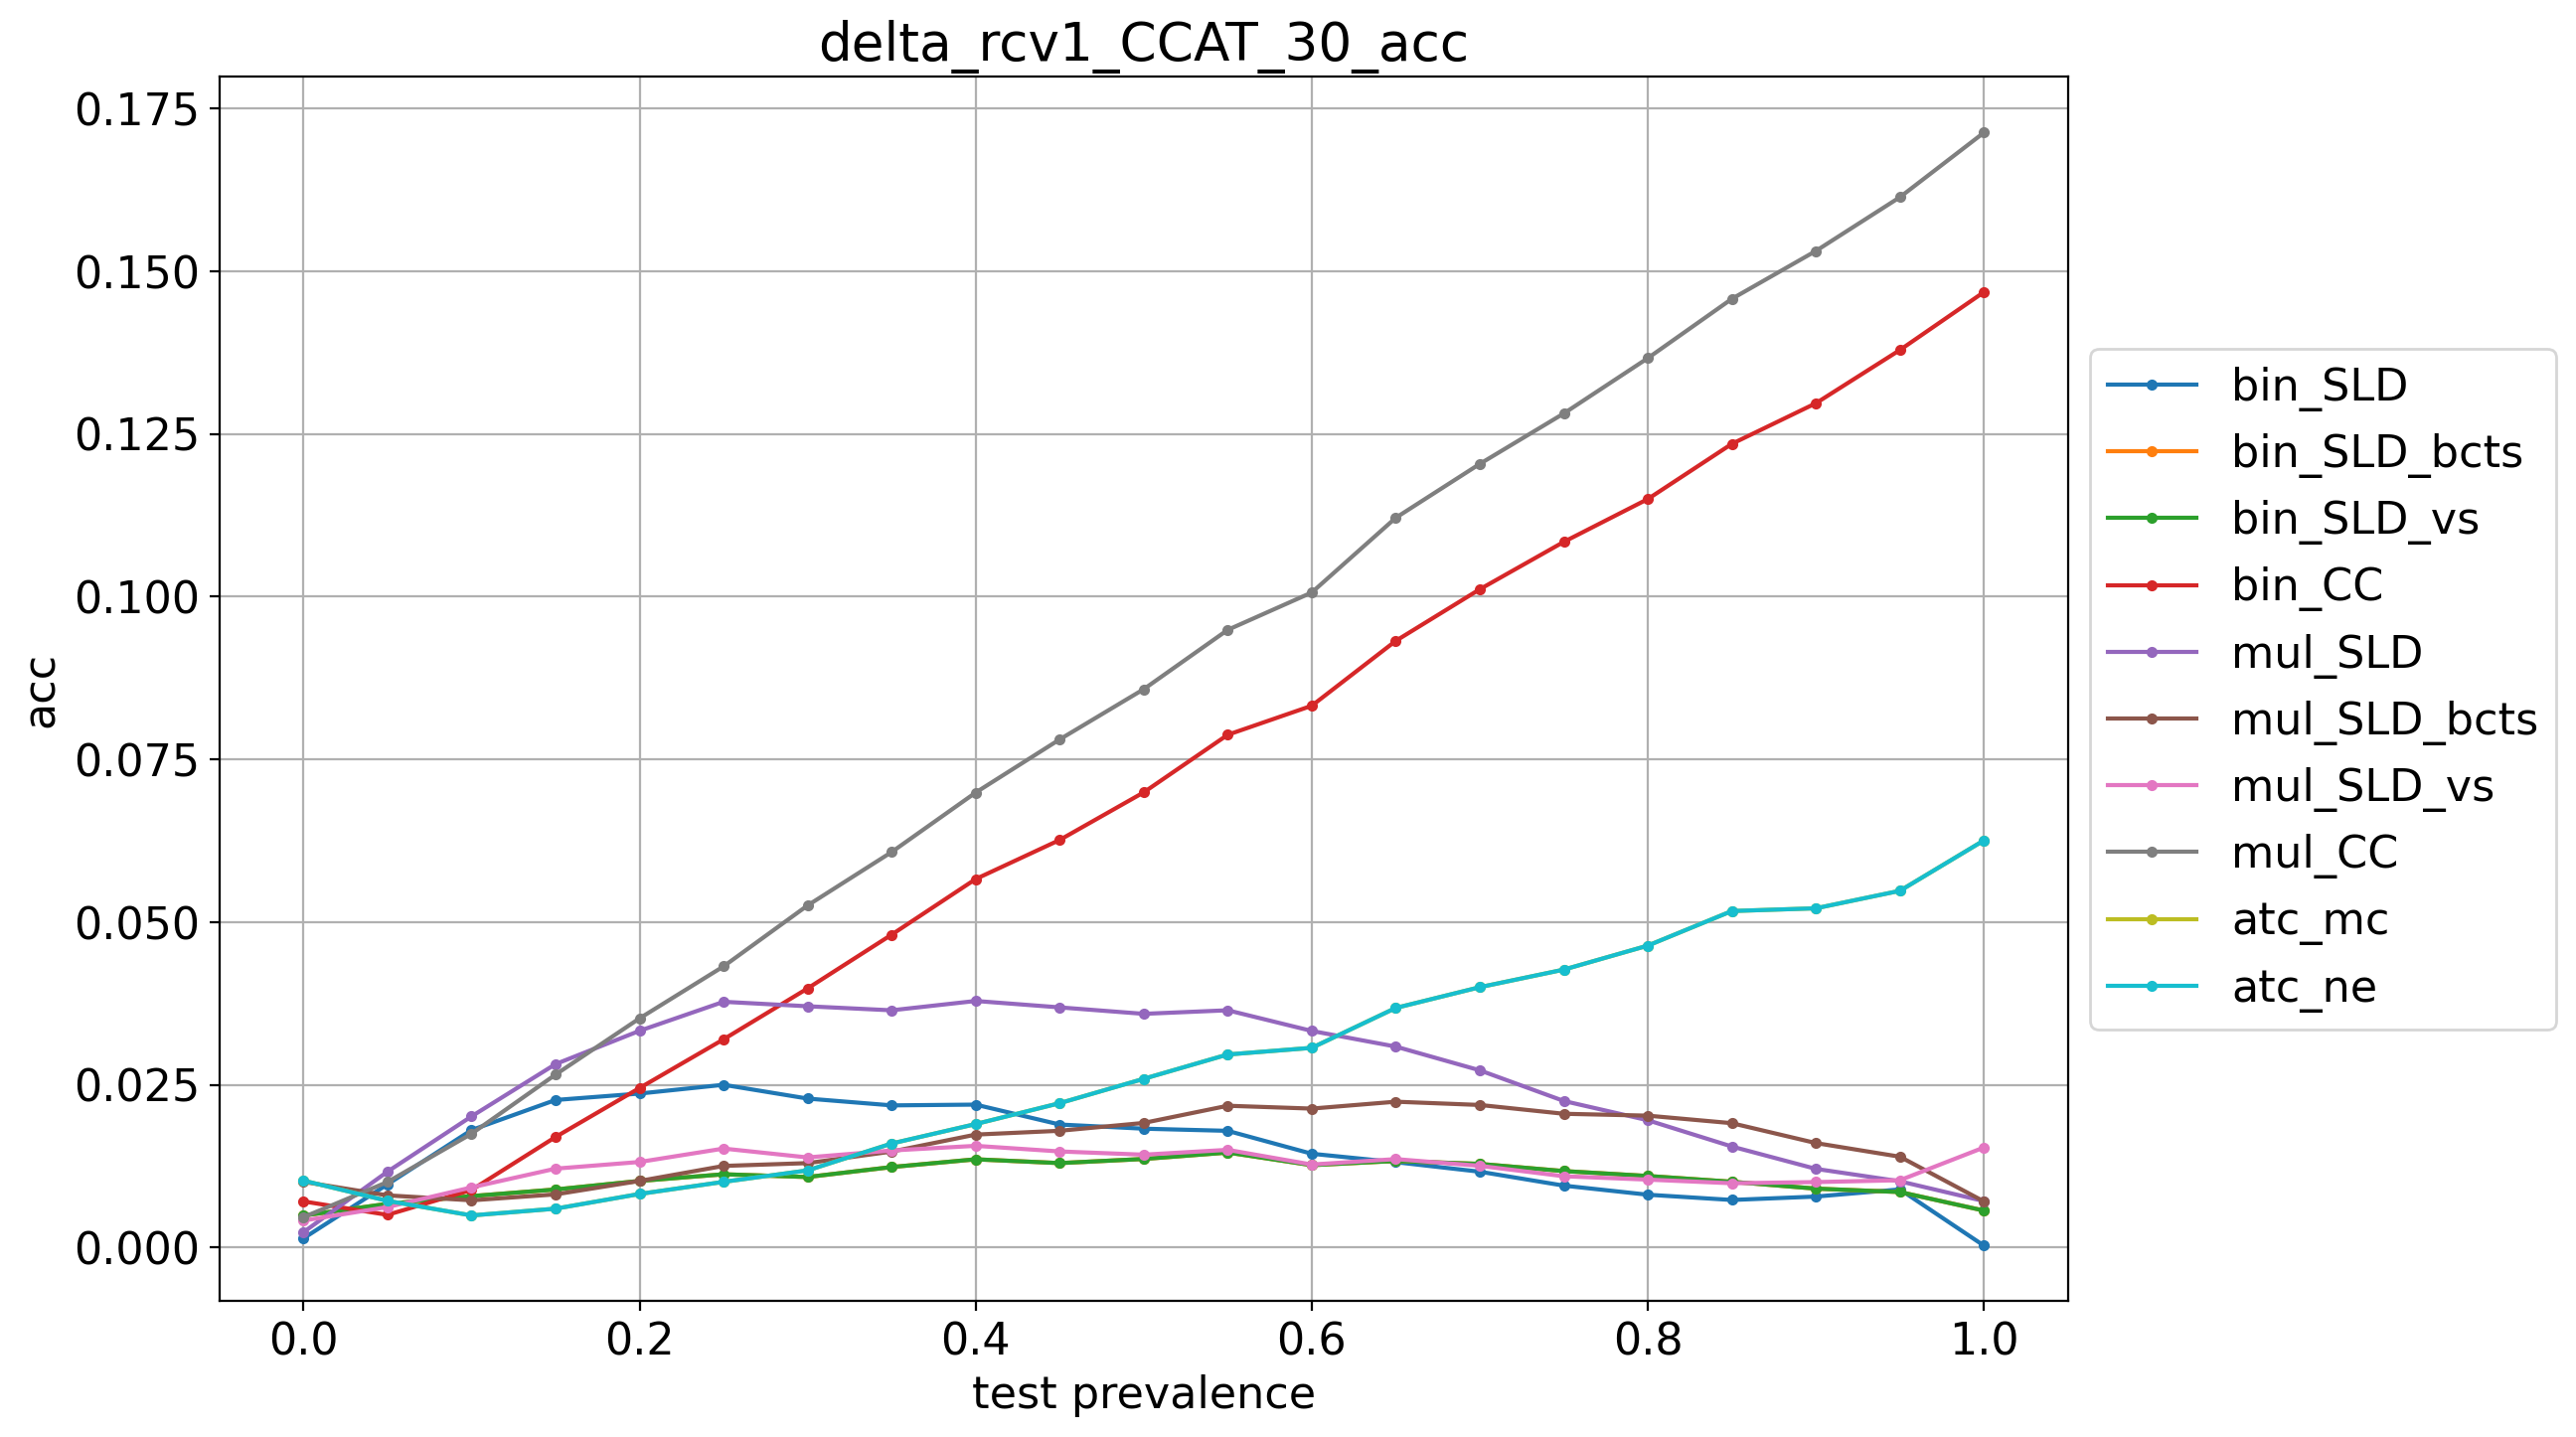 delta_rcv1_CCAT_30_acc
0.175
0.150
0.125
0.100
0.075
0.050
0.025
0.000
acc
0.0 0.2 0.4 0.6 0.8 1.0
test prevalence
bin_SLD
bin_SLD_bcts
bin_SLD_vs
bin_CC
mul_SLD
mul_SLD_bcts
mul_SLD_vs
mul_CC
atc_mc
atc_ne